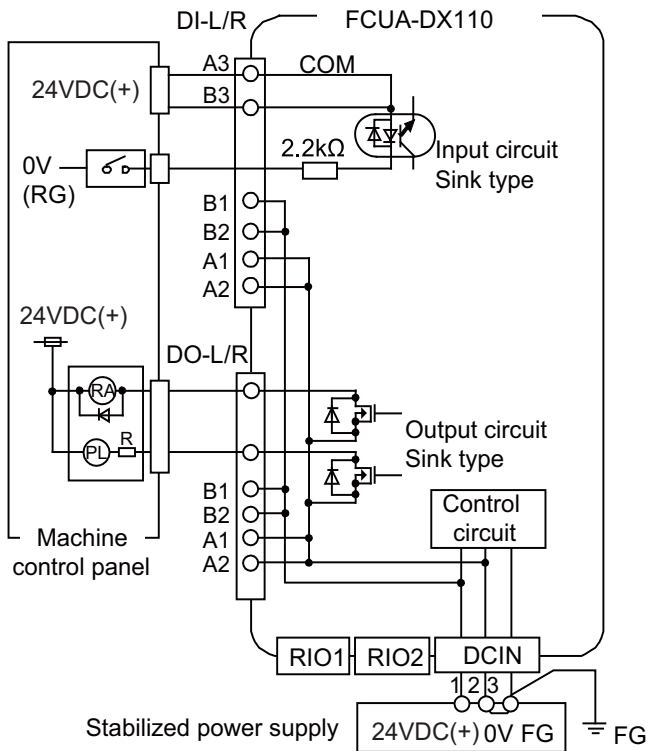 DI-L/R
FCUA-DX110
A3
COM
24VDC(+)
B3
2.2kΩ
Input circuit
Sink type
0V
(RG)
B1
B2
A1
A2
24VDC(+)
DO-L/R
RA
PL
R
Output circuit
Sink type
B1
B2
A1
A2
Control
circuit
Machine
control panel
RIO1
RIO2
DCIN
1 2 3
Stabilized power supply
24VDC(+) 0V FG
FG